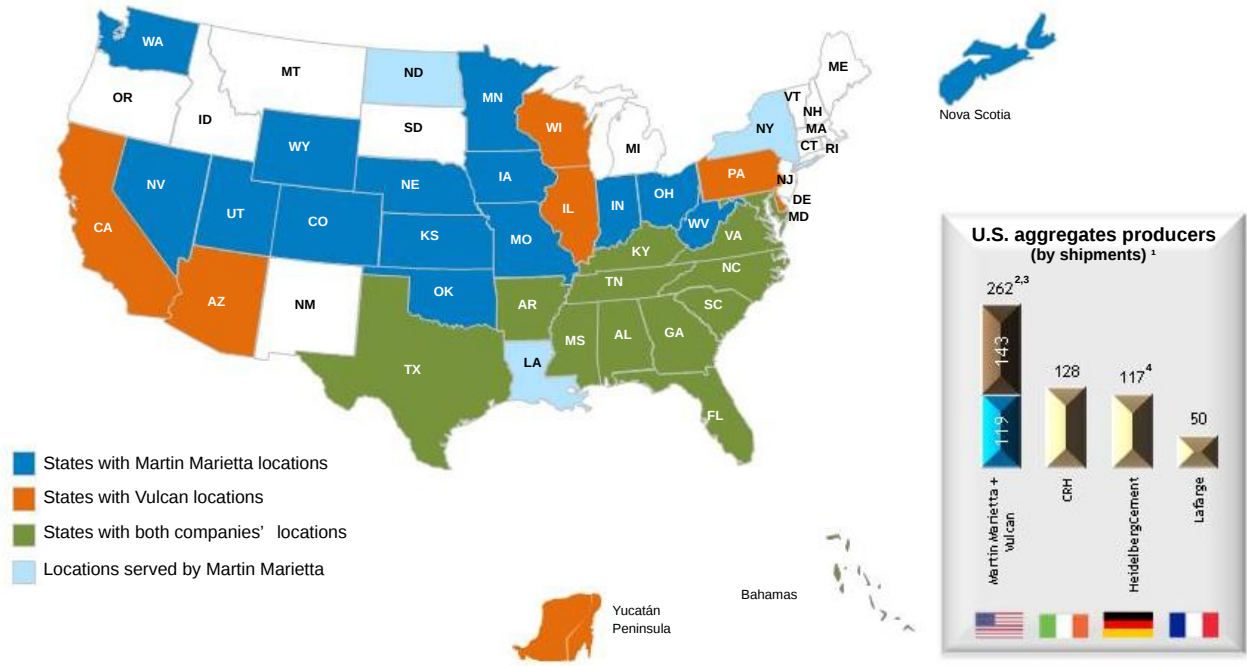 WA
MT
ND
MN
ME
OR
ID
SD
WI
MI
VT
NH
NY
MA
CT
RI
Nova Scotia
WY
NV
UT
CO
NE
IA
IL
IN
OH
PA
NJ
DE
MD
WV
VA
CA
KS
MO
KY
NC
TN
AZ
NM
OK
AR
SC
MS
AL
GA
TX
LA
FL
States with Martin Marietta locations
States with Vulcan locations
States with both companies' locations
Locations served by Martin Marietta
Yucatán
Peninsula
Bahamas
U.S. aggregates producers
(by shipments) ¹
262 2,3
143
119
128
117 4
50
Martin Marietta +
Vulcan
CRH
HeidelbergCement
Lafarge